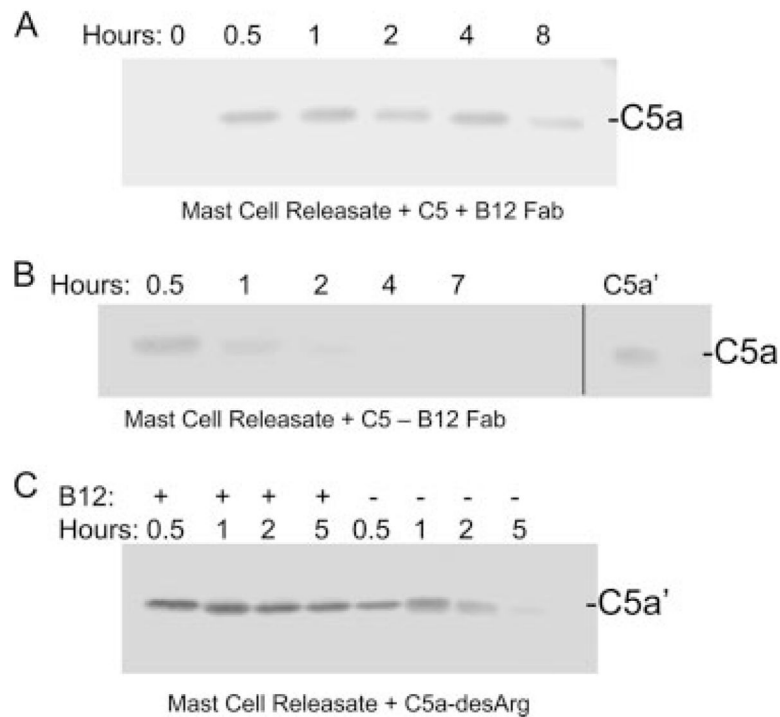 A
Hours: 0 0.5 1 2 4 8
-C5a
Mast Cell Releasate + C5 + B12 Fab
B
Hours: 0.5 1 2 4 7 C5a'
-C5a
Mast Cell Releasate + C5 – B12 Fab
C
B12: + + + + - - - -
Hours: 0.5 1 2 5 0.5 1 2 5
-C5a'
Mast Cell Releasate + C5a-desArg